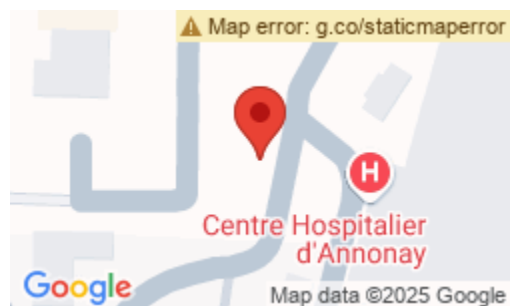 Map error: g.co/staticmaperror
H
Centre Hospitalier
d'Annonay
Google
Map data ©2025 Google